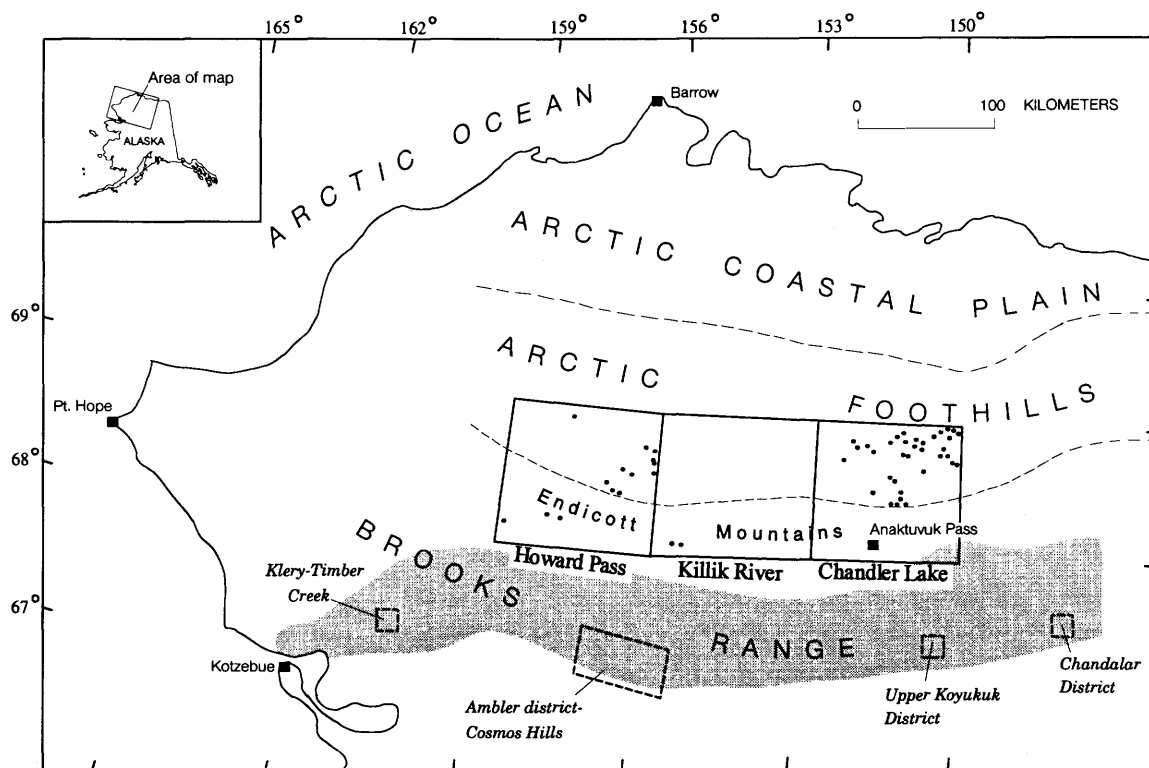 165° 162° 159° 156° 153° 150°
Area of map
ALASKA
ARCTIC OCEAN
Barrow
0 100 KILOMETERS
ARCTIC COASTAL PLAIN
69°
ARCTIC
FOOTHILLS
Pt. Hope
68°
Endicott
Mountains
Anaktuvuk Pass
Howard Pass
Killik River
Chandler Lake
BROOKS
RANGE
Klery-Timber
Creek
67°
Kotzebue
Ambler district-
Cosmos Hills
Upper Koyukuk
District
Chandalar
District